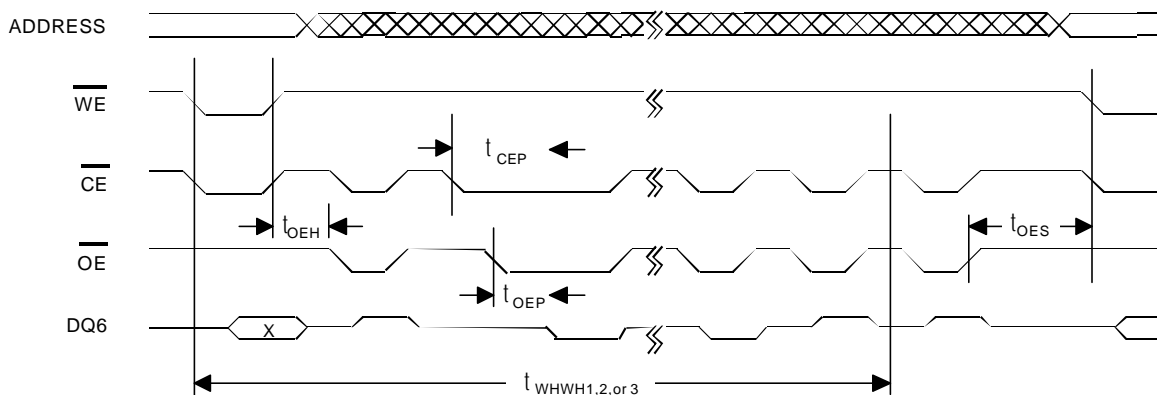 ADDRESS
WE
t CEP
CE
t OEH
t OES
OE
t OEP
DQ6
X
t WHWH1,2,or 3